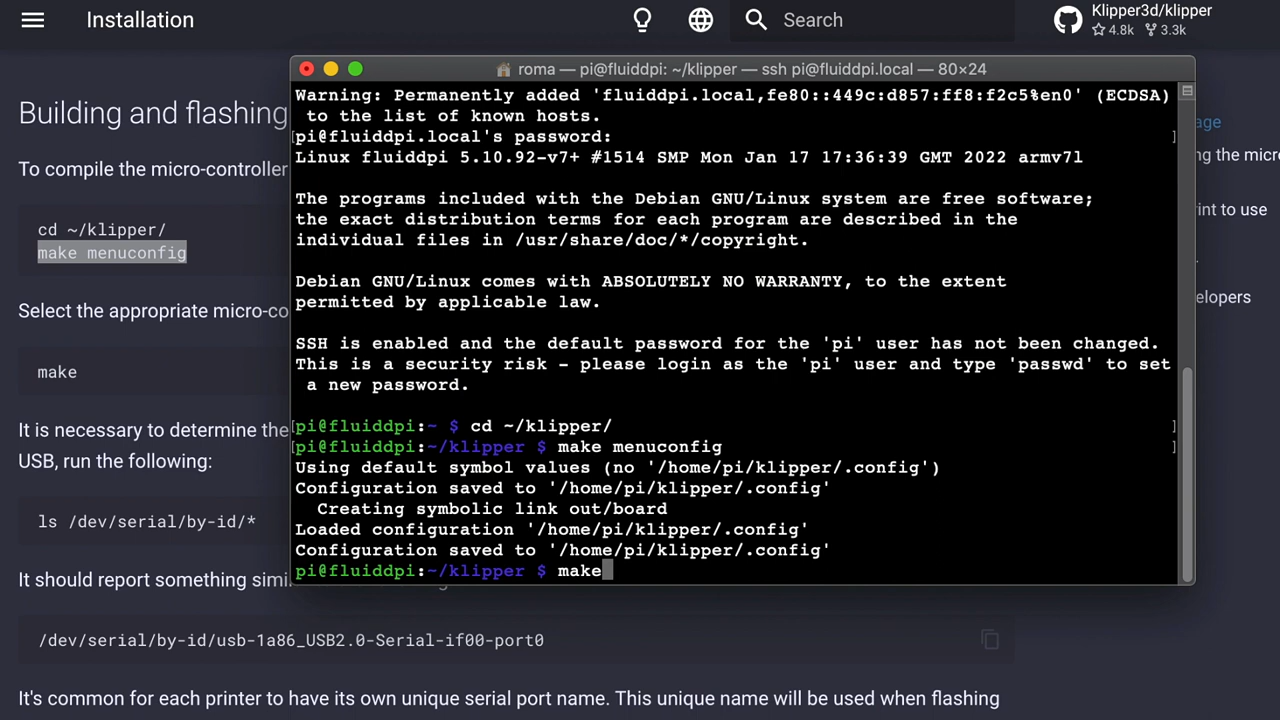 Installation
Search
Klipper3d/klipper
4.8k 3.3k
roma — pi@fluiddpi: ~/klipper — ssh pi@fluiddpi.local — 80×24
Warning: Permanently added 'fluiddpi.local,fe80::449c:d857:ff8:f2c5%en0' (ECDSA)
to the list of known hosts.
[pi@fluiddpi.local's password: ]
Linux fluiddpi 5.10.92-v7+ #1514 SMP Mon Jan 17 17:36:39 GMT 2022 armv7l
The programs included with the Debian GNU/Linux system are free software;
the exact distribution terms for each program are described in the
individual files in /usr/share/doc/*/copyright.
Debian GNU/Linux comes with ABSOLUTELY NO WARRANTY, to the extent
permitted by applicable law.
SSH is enabled and the default password for the 'pi' user has not been changed.
This is a security risk - please login as the 'pi' user and type 'passwd' to set
a new password.
[pi@fluiddpi:~ $ cd ~/klipper/ ]
[pi@fluiddpi:~/klipper $ make menuconfig ]
Using default symbol values (no '/home/pi/klipper/.config')
Configuration saved to '/home/pi/klipper/.config'
Creating symbolic link out/board
Loaded configuration '/home/pi/klipper/.config'
Configuration saved to '/home/pi/klipper/.config'
pi@fluiddpi:~/klipper $ make
Building and flashing
To compile the micro-controller
cd ~/klipper/
make menuconfig
Select the appropriate micro-co
make
It is necessary to determine the
USB, run the following:
ls /dev/serial/by-id/*
It should report something simi
/dev/serial/by-id/usb-1a86_USB2.0-Serial-if00-port0
It's common for each printer to have its own unique serial port name. This unique name will be used when flashing
age
ng the micro
rint to use
elopers